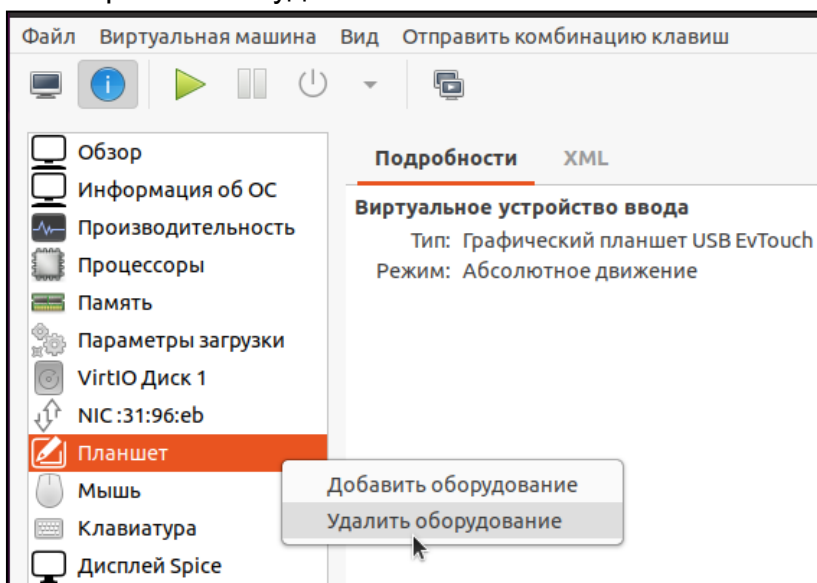 Файл Виртуальная машина Вид Отправить комбинацию клавиш
Обзор
Информация об ОС
Производительность
Процессоры
Память
Параметры загрузки
VirtIO Диск 1
NIC :31:96:eb
Планшет
Мышь
Клавиатура
Дисплей Spice
Подробности XML
Виртуальное устройство ввода
Тип: Графический планшет USB EvTouch
Режим: Абсолютное движение
Добавить оборудование
Удалить оборудование